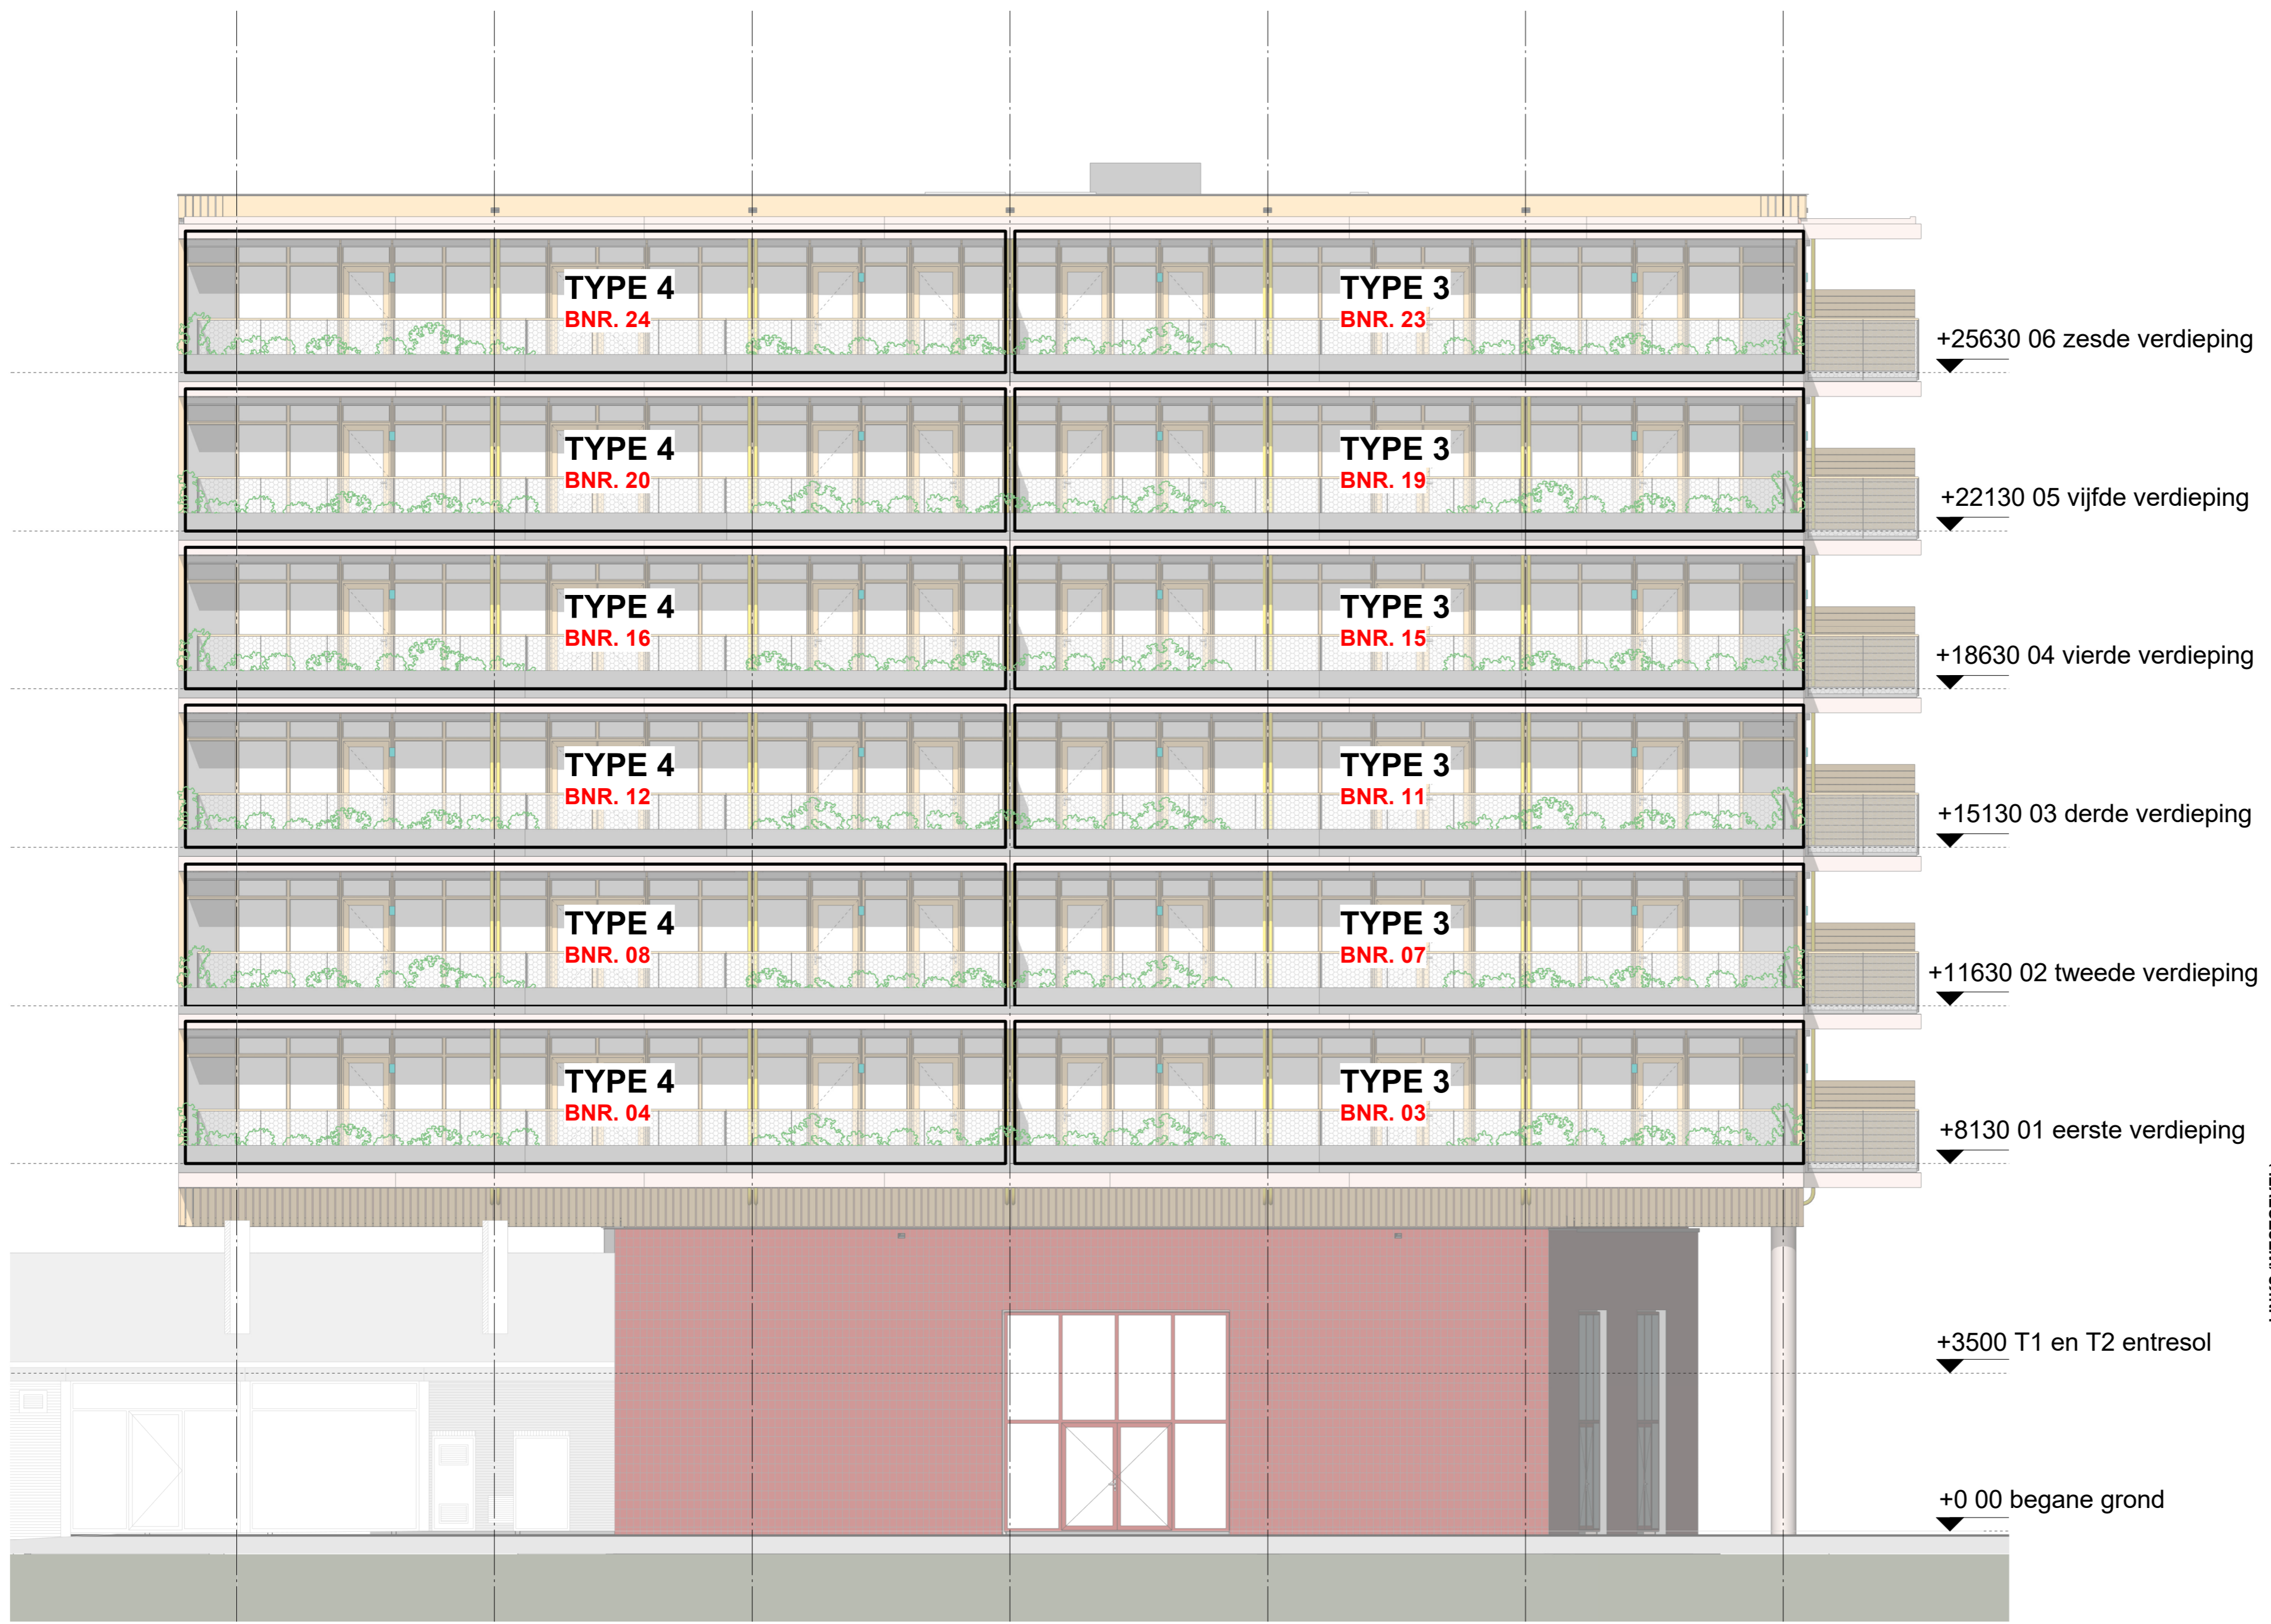 TYPE 4
BNR. 24
TYPE 3
BNR. 23
+25630 06 zesde verdieping
TYPE 4
BNR. 20
TYPE 3
BNR. 19
+22130 05 vijfde verdieping
TYPE 4
BNR. 16
TYPE 3
BNR. 15
+18630 04 vierde verdieping
TYPE 4
BNR. 12
TYPE 3
BNR. 11
+15130 03 derde verdieping
TYPE 4
BNR. 08
TYPE 3
BNR. 07
+11630 02 tweede verdieping
TYPE 4
BNR. 04
TYPE 3
BNR. 03
+8130 01 eerste verdieping
+3500 T1 en T2 entresol
+0 00 begane grond